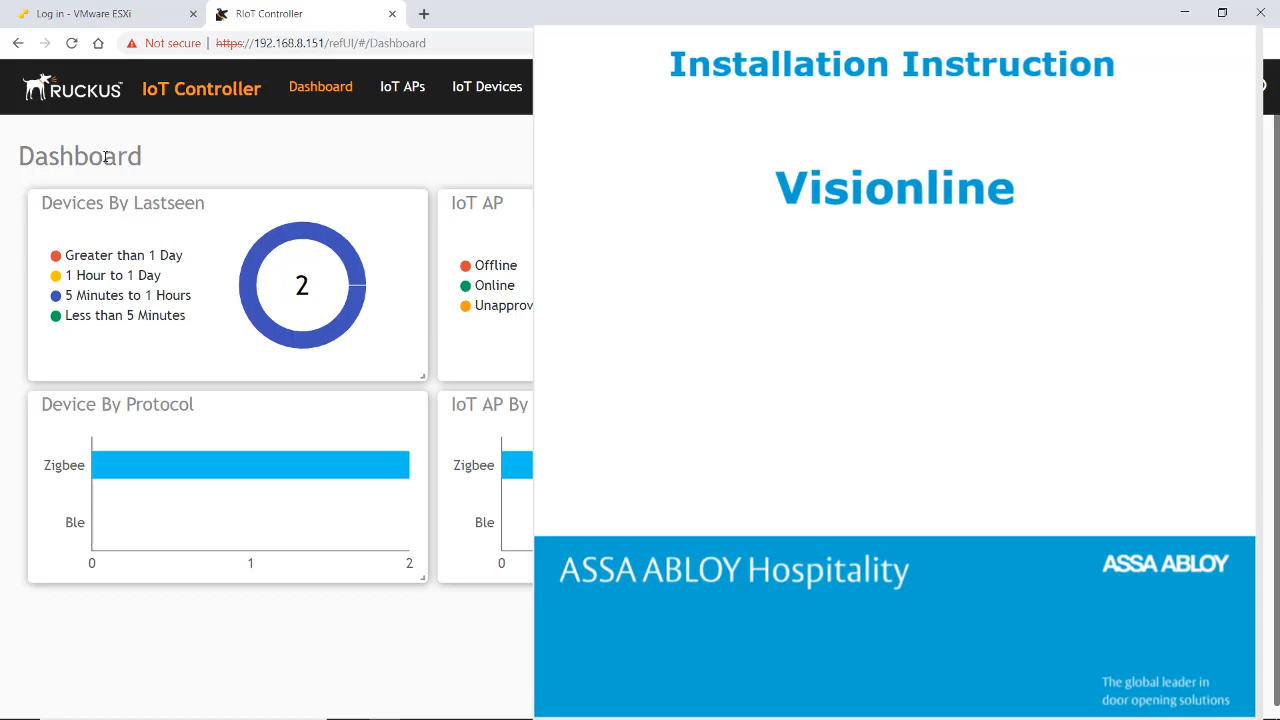 Log in - VMware ESXi
RIoT Controller
Not secure | https://192.168.8.151/refUI/#/Dashboard
RUCKUS™ IoT Controller Dashboard IoT APs IoT Devices
Dashboard
Devices By Lastseen
Greater than 1 Day
1 Hour to 1 Day
5 Minutes to 1 Hours
Less than 5 Minutes
2
IoT AP
Offline
Online
Unapprov
Device By Protocol
Zigbee
Ble
0 1 2
IoT AP By
Zigbee
Ble
0
Installation Instruction
Visionline
ASSA ABLOY Hospitality
ASSA ABLOY
The global leader in
door opening solutions